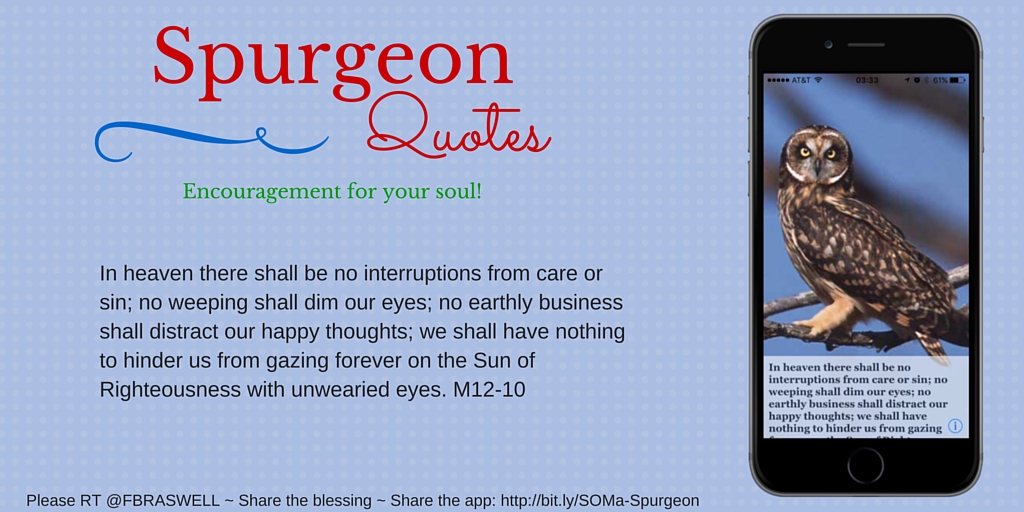 Spurgeon
Quotes
Encouragement for your soul!
In heaven there shall be no interruptions from care or
sin; no weeping shall dim our eyes; no earthly business
shall distract our happy thoughts; we shall have nothing
to hinder us from gazing forever on the Sun of
Righteousness with unwearied eyes. M12-10
Please RT @FBRASWELL ~ Share the blessing ~ Share the app: http://bit.ly/SOMa-Spurgeon
AT&T 03:33 61%
In heaven there shall be no
interruptions from care or sin; no
weeping shall dim our eyes; no
earthly business shall distract our
happy thoughts; we shall have
nothing to hinder us from gazing